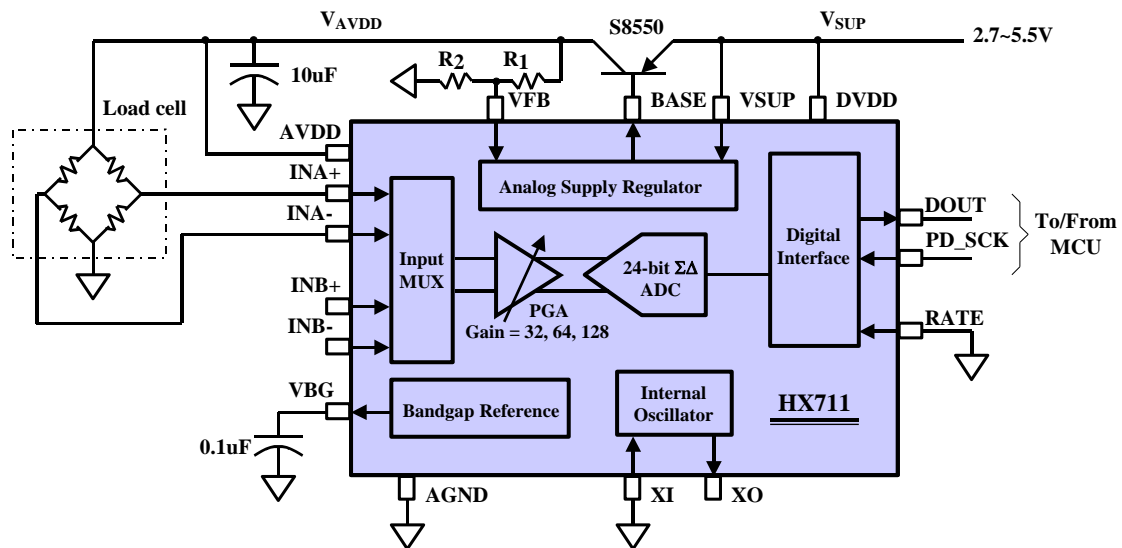 V_AVDD
S8550
V_SUP
2.7~5.5V
R2
R1
10uF
VFB
BASE
VSUP
DVDD
Load cell
AVDD
INA+
INA-
INB+
INB-
VBG
0.1uF
Analog Supply Regulator
Input
MUX
PGA
Gain = 32, 64, 128
24-bit ΣΔ
ADC
Digital
Interface
DOUT
PD_SCK
To/From
MCU
RATE
Bandgap Reference
Internal
Oscillator
HX711
AGND
XI
XO